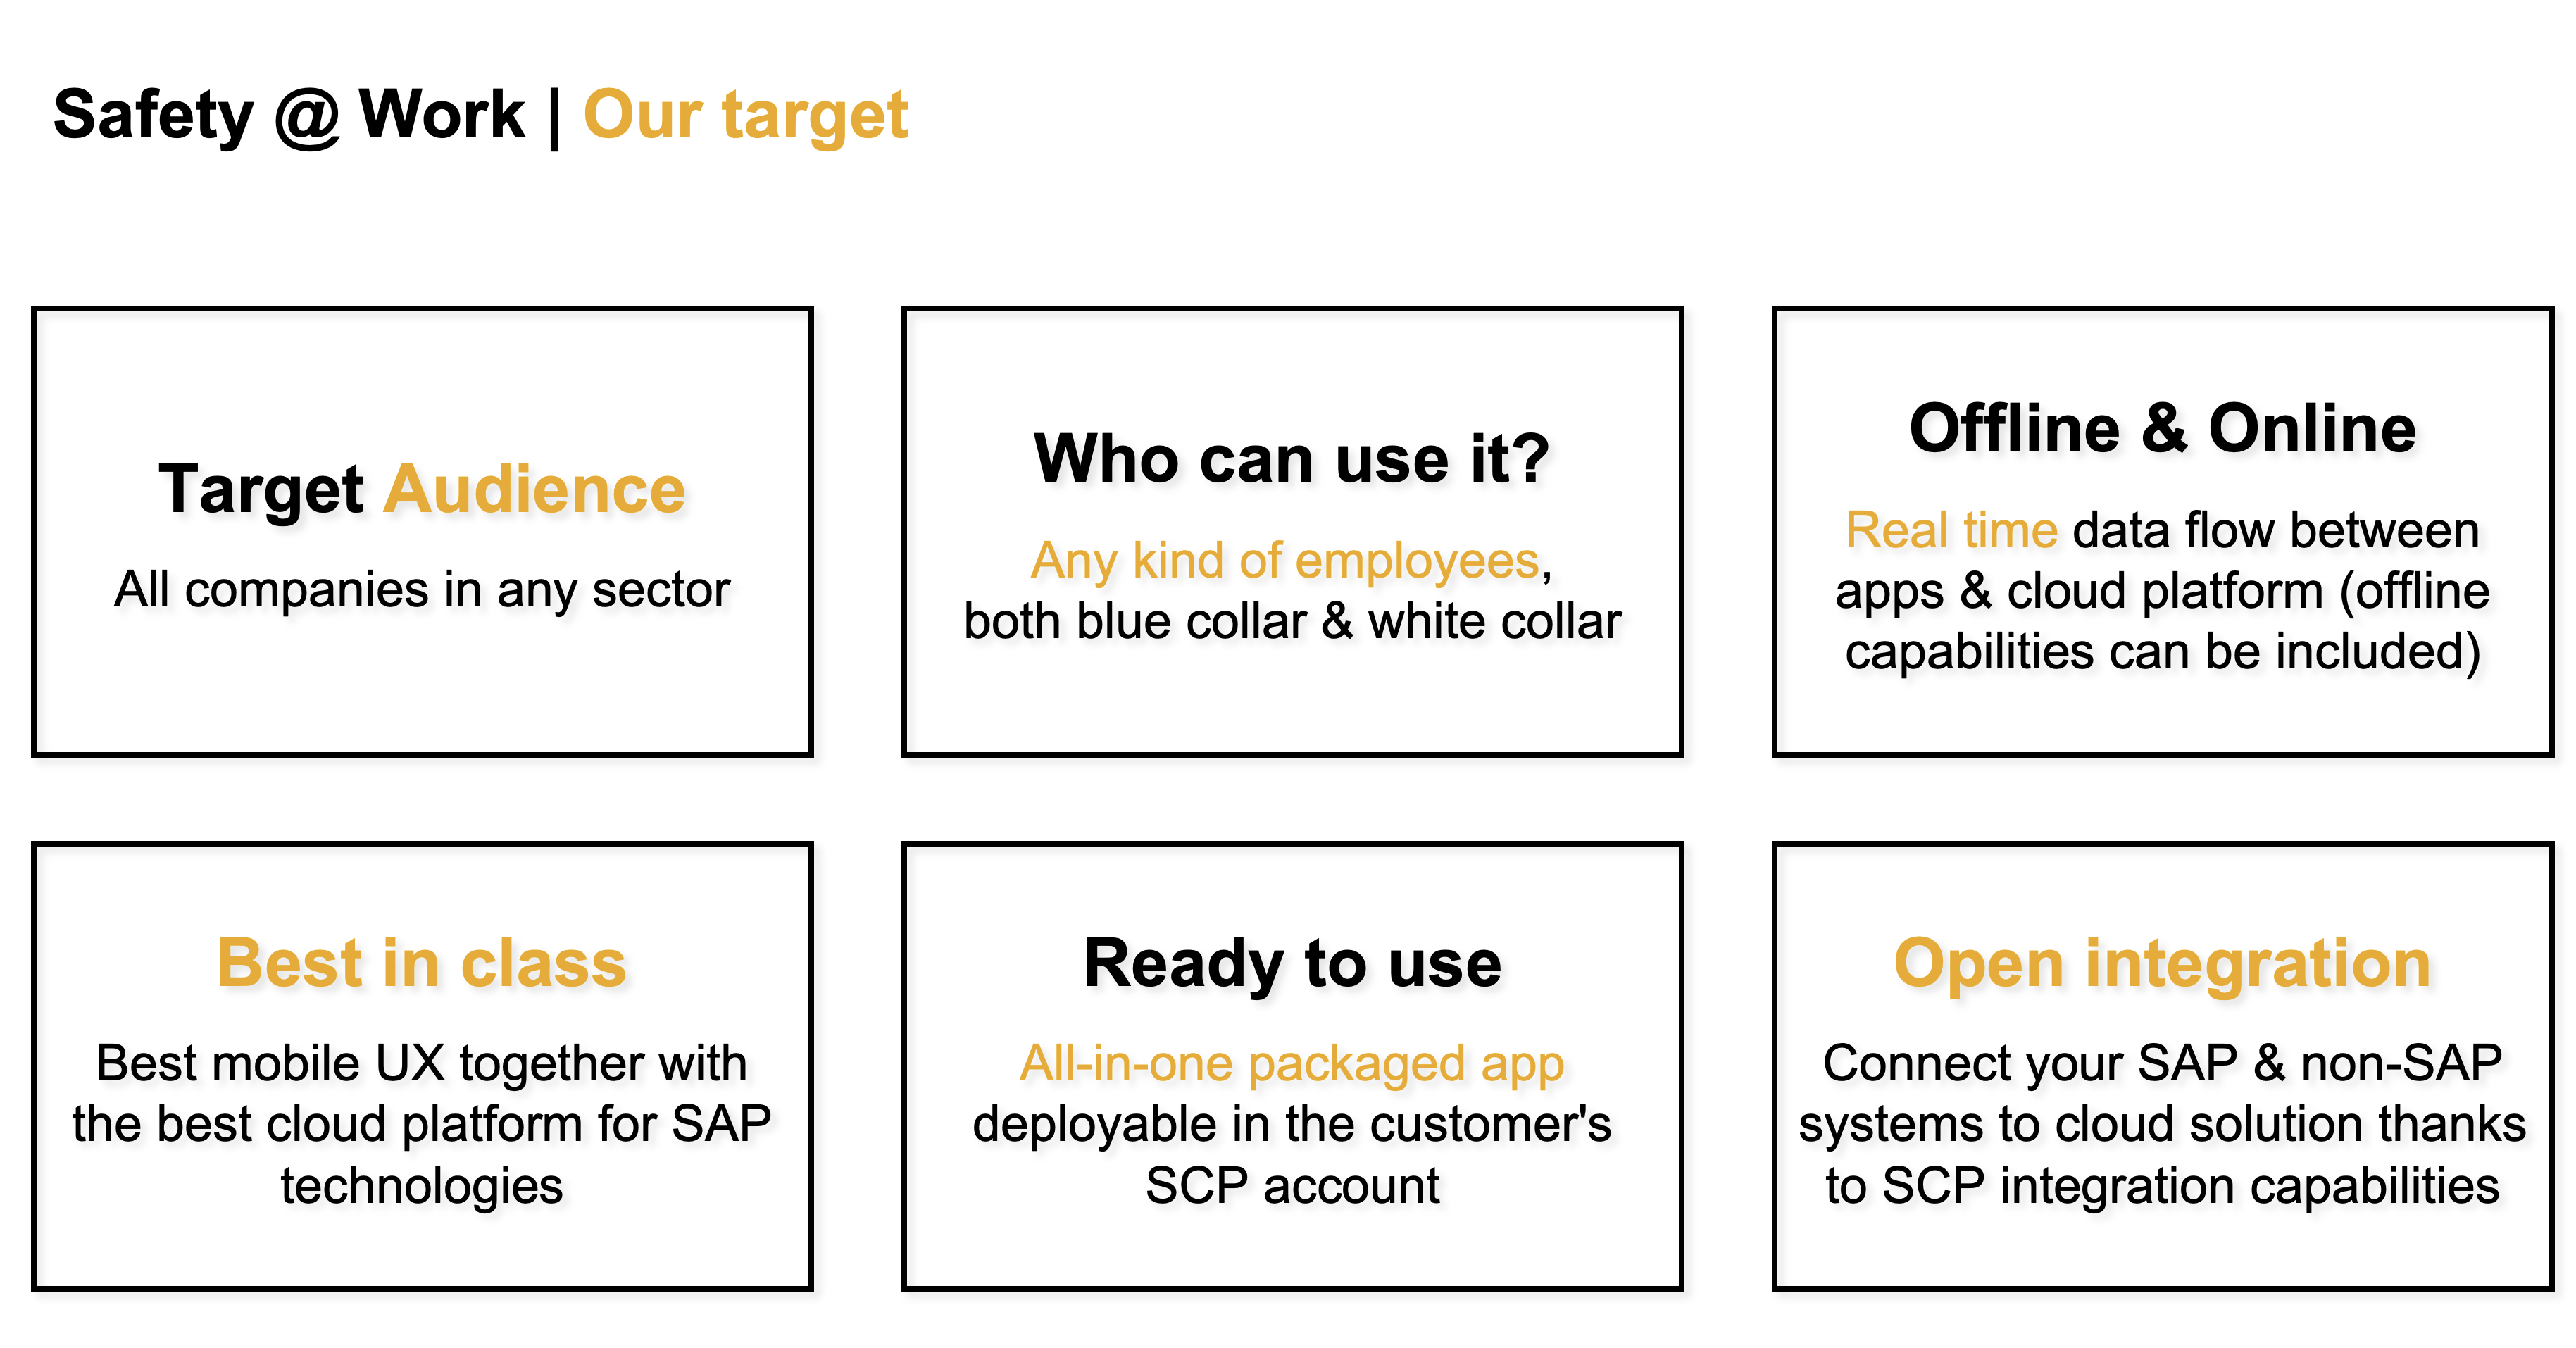 Safety @ Work | Our target
Target Audience
All companies in any sector
Who can use it?
Any kind of employees,
both blue collar & white collar
Offline & Online
Real time data flow between
apps & cloud platform (offline
capabilities can be included)
Best in class
Best mobile UX together with
the best cloud platform for SAP
technologies
Ready to use
All-in-one packaged app
deployable in the customer's
SCP account
Open integration
Connect your SAP & non-SAP
systems to cloud solution thanks
to SCP integration capabilities